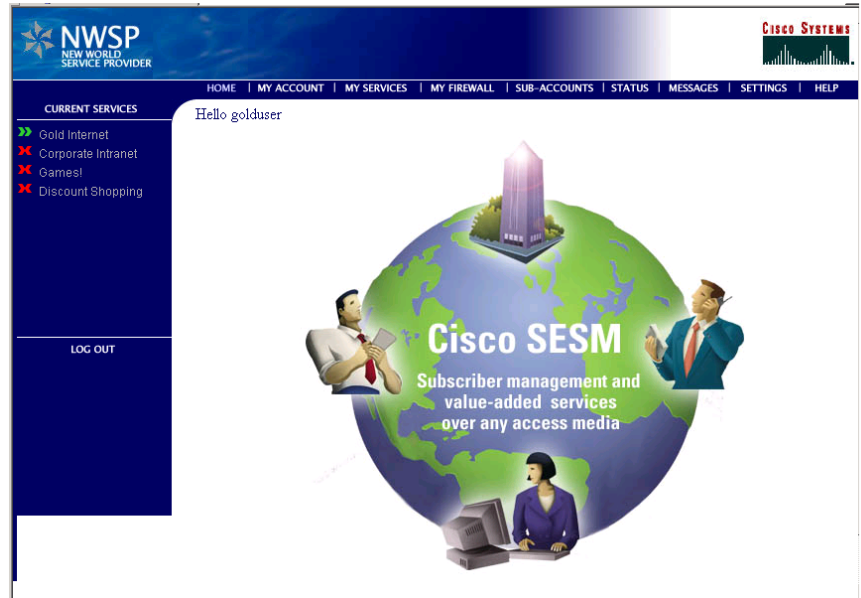 NWSP
NEW WORLD
SERVICE PROVIDER
CISCO SYSTEMS
HOME | MY ACCOUNT | MY SERVICES | MY FIREWALL | SUB-ACCOUNTS | STATUS | MESSAGES | SETTINGS | HELP
CURRENT SERVICES
Gold Internet
Corporate Intranet
Games!
Discount Shopping
LOG OUT
Hello golduser
Cisco SESM
Subscriber management and
value-added services
over any access media